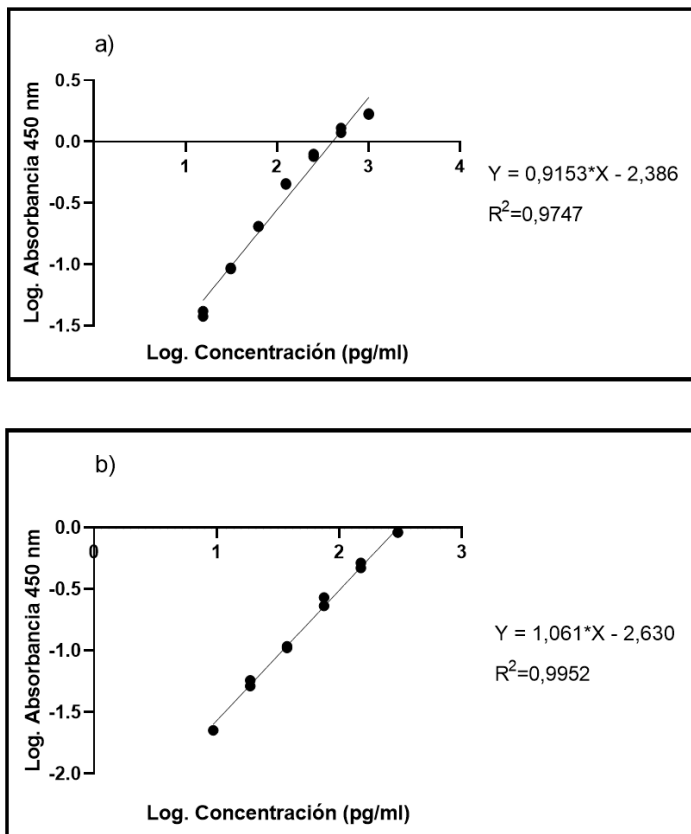 a)
0.5
0.0
-0.5
-1.0
-1.5
1
2
3
4
Log. Absorbancia 450 nm
Log. Concentración (pg/ml)
Y = 0,9153*X - 2,386
R²=0,9747
b)
0.0
-0.5
-1.0
-1.5
-2.0
0
1
2
3
Log. Absorbancia 450 nm
Log. Concentración (pg/ml)
Y = 1,061*X - 2,630
R²=0,9952